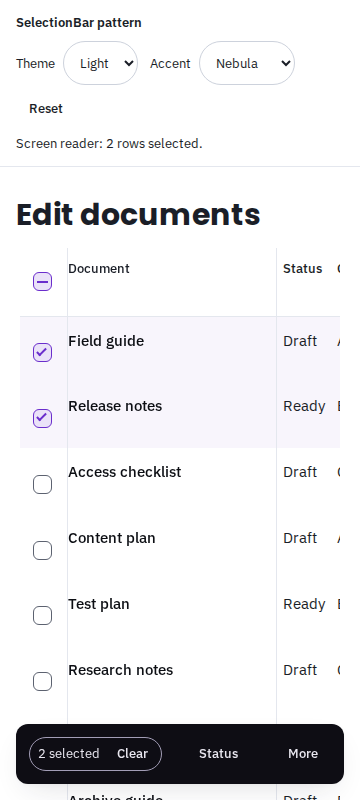 SelectionBar pattern
Theme Light Accent Nebula
Reset
Screen reader: 2 rows selected.
Edit documents
Document Status
Field guide Draft
Release notes Ready
Access checklist Draft
Content plan Draft
Test plan Ready
Research notes Draft
2 selected Clear Status More
Archive guide Draft